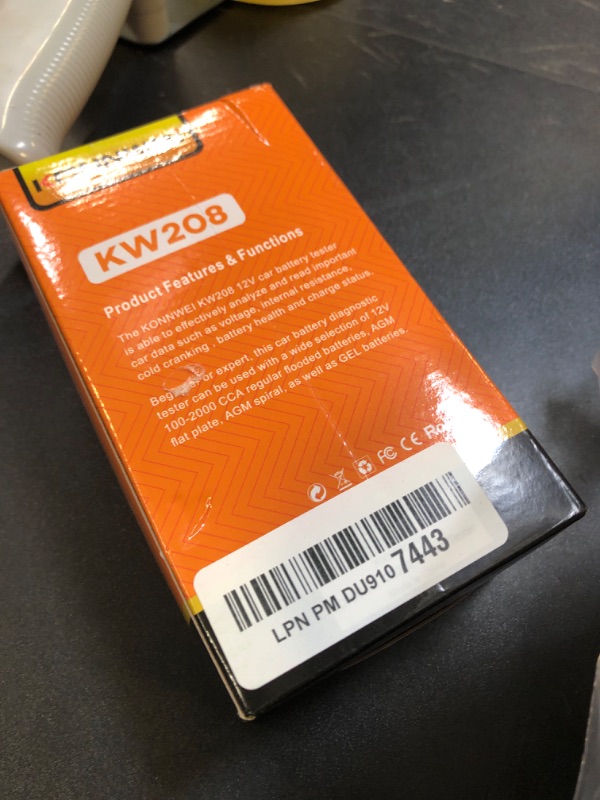 KW208
Product Features & Functions
The KONNWEI KW208 12V car battery tester
is able to effectively analyze and read important
car data such as voltage, internal resistance,
cold cranking , battery health and charge status.
or expert, this car battery diagnostic
tester can be used with a wide selection of 12V
100-2000 CCA regular flooded batteries, AGM
flat plate, AGM spiral , as well as GEL batteries.
FC CE Ro
LPN PM DU910 7443